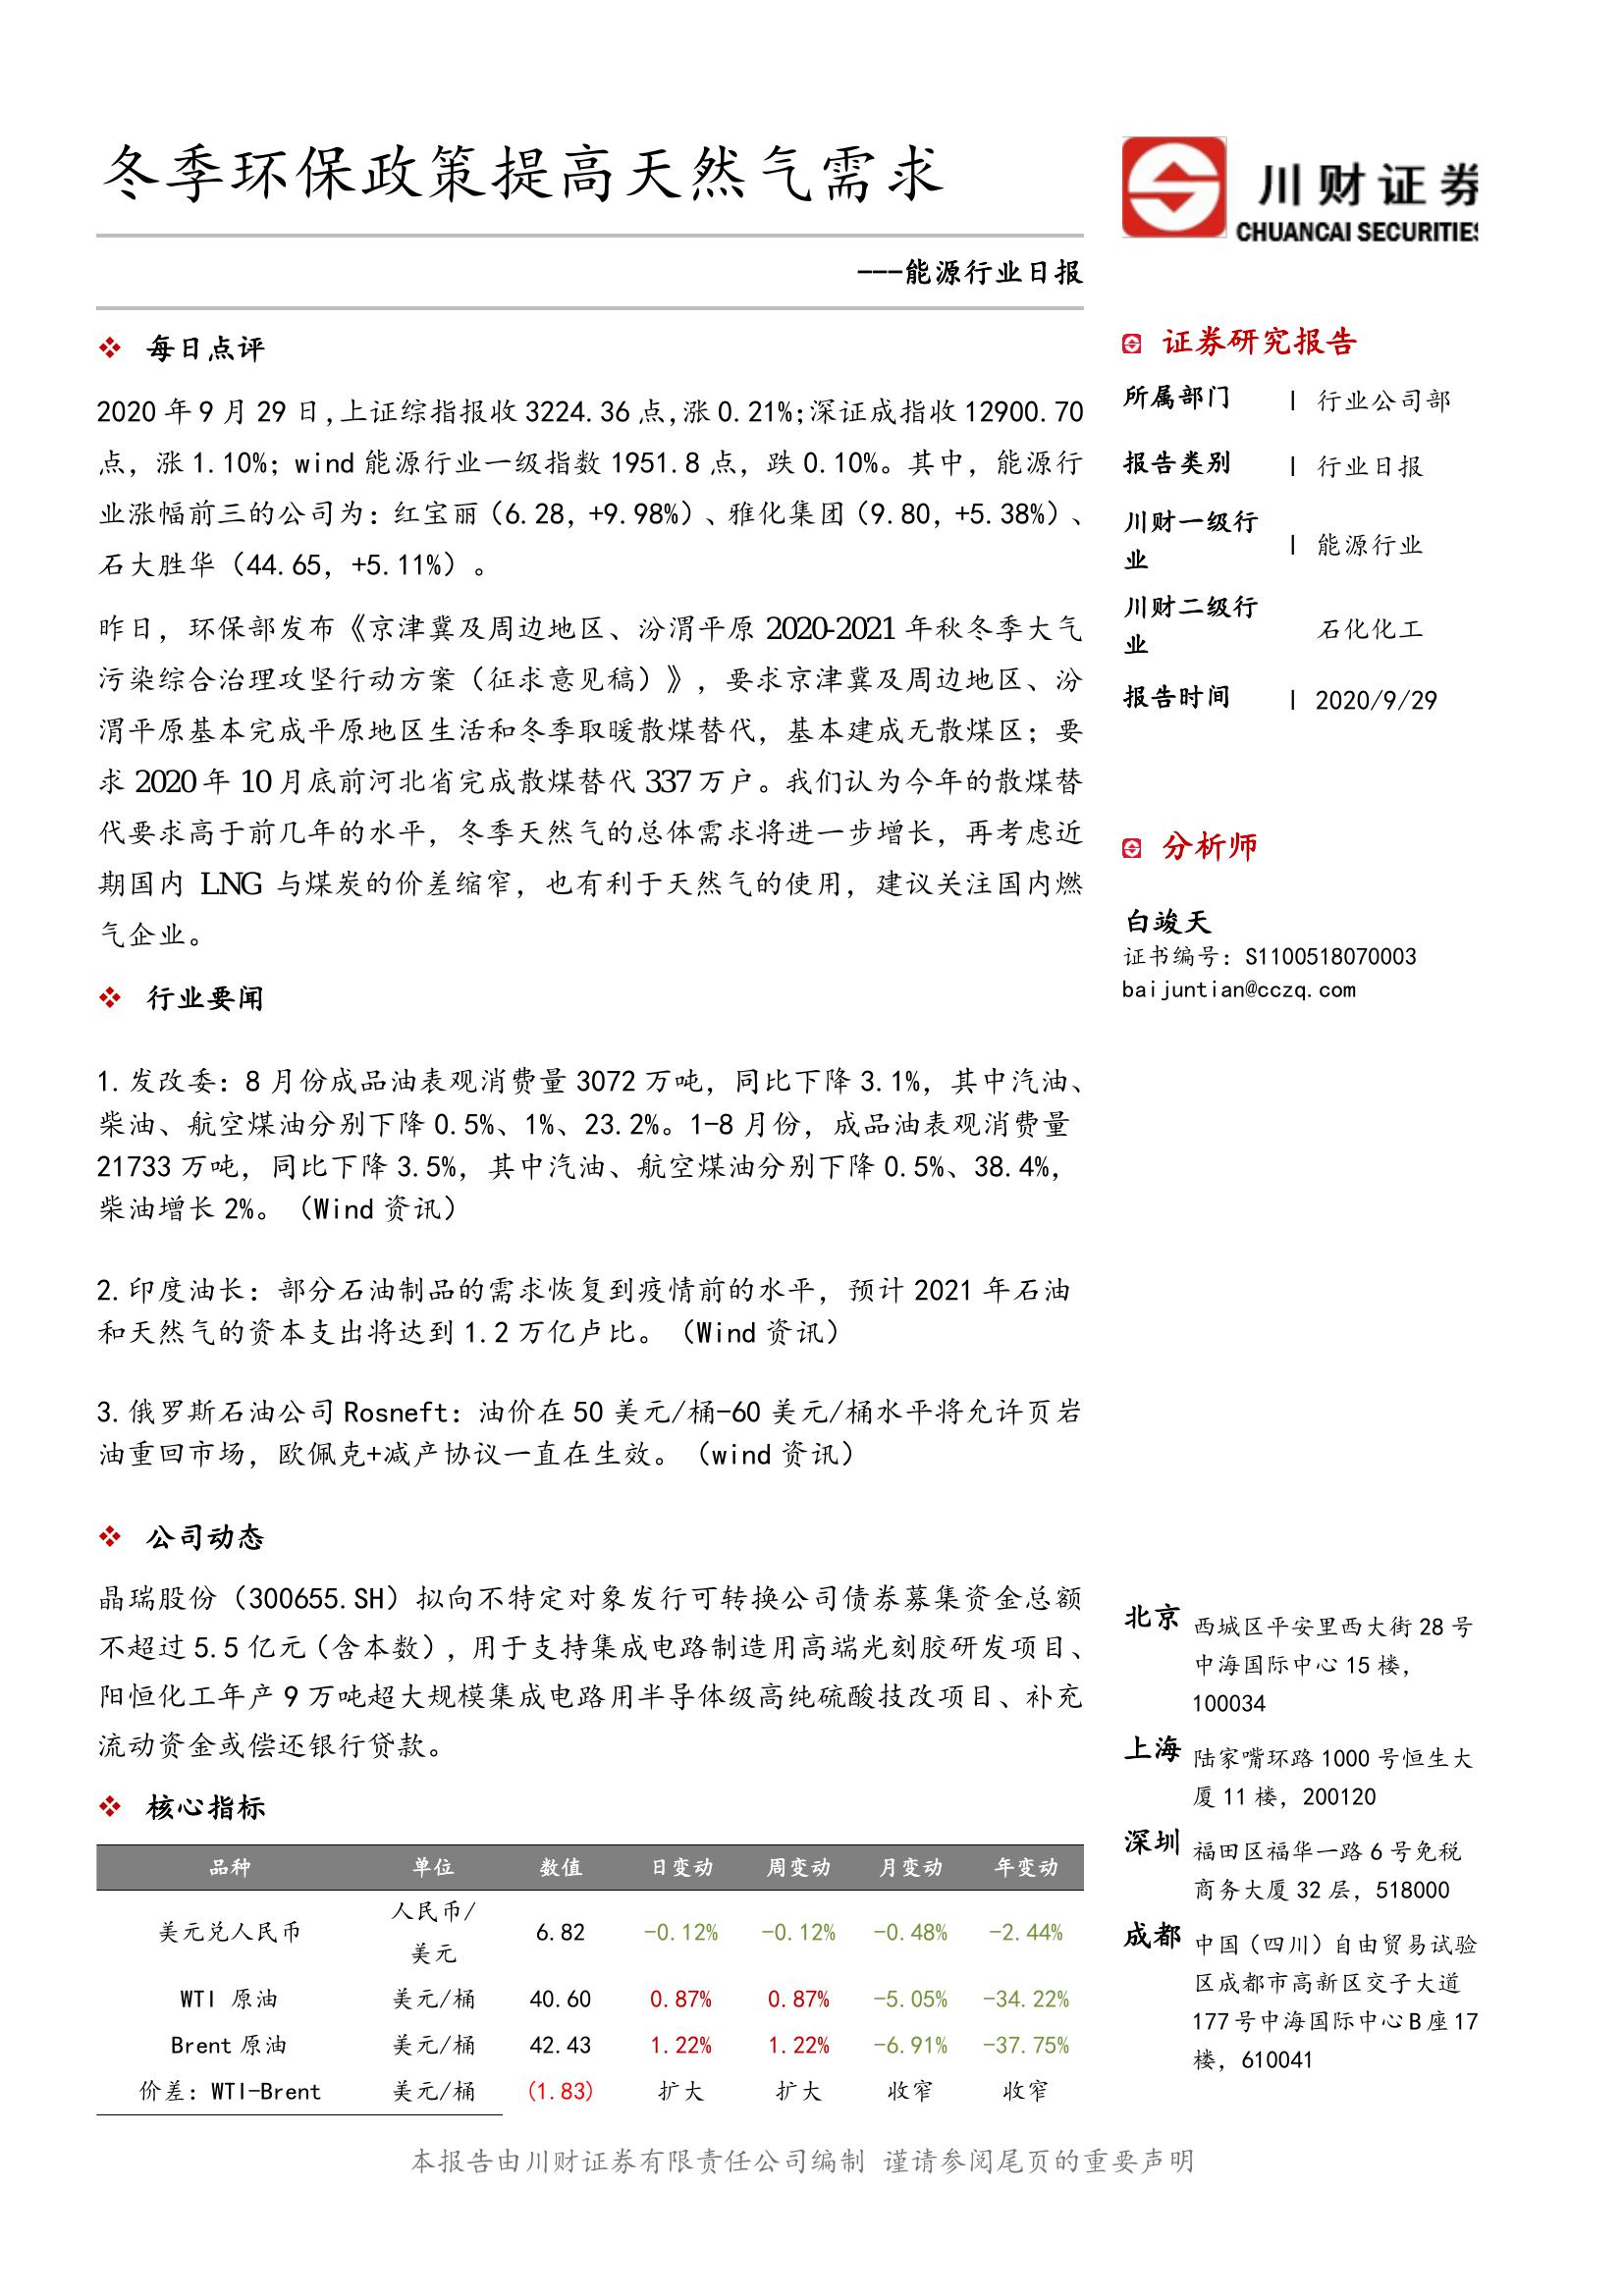 冬季环保政策提高天然气需求
---能源行业日报
❖ 每日点评
2020年9月29日,上证综指报收3224.36点,涨0.21%;深证成指收12900.70
点，涨1.10%；wind能源行业一级指数1951.8点，跌0.10%。其中，能源行
业涨幅前三的公司为：红宝丽（6.28，+9.98%）、雅化集团（9.80，+5.38%）、
石大胜华（44.65，+5.11%）。
昨日，环保部发布《京津冀及周边地区、汾渭平原2020-2021年秋冬季大气
污染综合治理攻坚行动方案（征求意见稿）》，要求京津冀及周边地区、汾
渭平原基本完成平原地区生活和冬季取暖散煤替代，基本建成无散煤区；要
求2020年10月底前河北省完成散煤替代337万户。我们认为今年的散煤替
代要求高于前几年的水平，冬季天然气的总体需求将进一步增长，再考虑近
期国内 LNG 与煤炭的价差缩窄，也有利于天然气的使用，建议关注国内燃
气企业。
❖ 行业要闻
1.发改委：8月份成品油表观消费量3072万吨，同比下降3.1%，其中汽油、
柴油、航空煤油分别下降0.5%、1%、23.2%。1-8月份，成品油表观消费量
21733万吨，同比下降3.5%，其中汽油、航空煤油分别下降0.5%、38.4%，
柴油增长2%。（Wind资讯）
2.印度油长：部分石油制品的需求恢复到疫情前的水平，预计2021年石油
和天然气的资本支出将达到1.2万亿卢比。（Wind资讯）
3.俄罗斯石油公司Rosneft：油价在50美元/桶-60美元/桶水平将允许页岩
油重回市场，欧佩克+减产协议一直在生效。（wind资讯）
❖ 公司动态
晶瑞股份（300655.SH）拟向不特定对象发行可转换公司债券募集资金总额
不超过5.5亿元（含本数），用于支持集成电路制造用高端光刻胶研发项目、
阳恒化工年产9万吨超大规模集成电路用半导体级高纯硫酸技改项目、补充
流动资金或偿还银行贷款。
❖ 核心指标
品种 单位 数值 日变动 周变动 月变动 年变动
美元兑人民币 人民币/ 6.82 -0.12% -0.12% -0.48% -2.44%
美元
WTI 原油 美元/桶 40.60 0.87% 0.87% -5.05% -34.22%
Brent原油 美元/桶 42.43 1.22% 1.22% -6.91% -37.75%
价差：WTI-Brent 美元/桶 (1.83) 扩大 扩大 收窄 收窄
川财证券
CHUANCAI SECURITIES
证券研究报告
所属部门 | 行业公司部
报告类别 | 行业日报
川财一级行
业 | 能源行业
川财二级行
业 石化化工
报告时间 | 2020/9/29
分析师
白竣天
证书编号：S1100518070003
baijuntian@cczq.com
北京 西城区平安里西大街28号
中海国际中心15楼，
100034
上海 陆家嘴环路1000号恒生大
厦11楼，200120
深圳 福田区福华一路6号免税
商务大厦32层，518000
成都 中国（四川）自由贸易试验
区成都市高新区交子大道
177号中海国际中心B座17
楼，610041
本报告由川财证券有限责任公司编制 谨请参阅尾页的重要声明